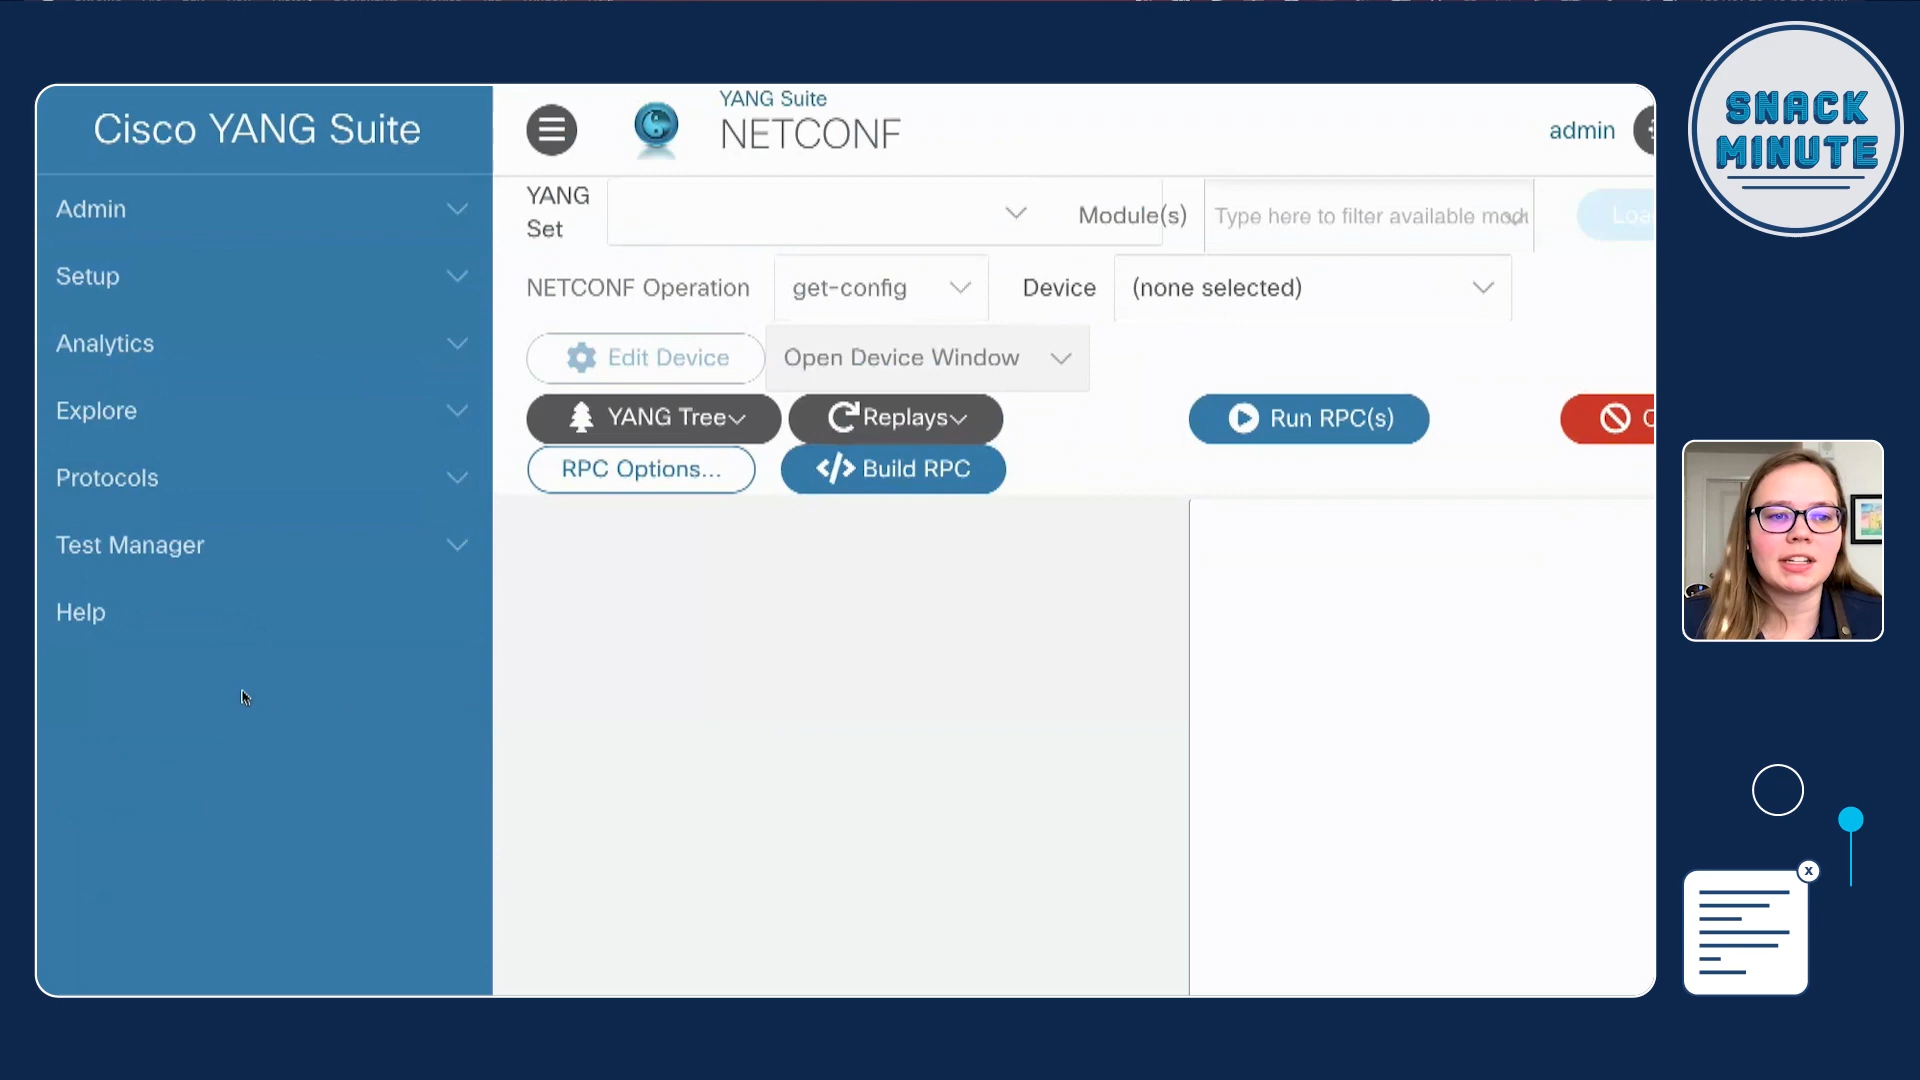 Cisco YANG Suite
Admin
Setup
Analytics
Explore
Protocols
Test Manager
Help
YANG Suite
NETCONF
admin
YANG Set
Module(s)
Type here to filter available mod
Loa
NETCONF Operation
get-config
Device
(none selected)
Edit Device
Open Device Window
YANG Tree
Replays
Run RPC(s)
C
RPC Options...
</> Build RPC
SNACK
MINUTE
x